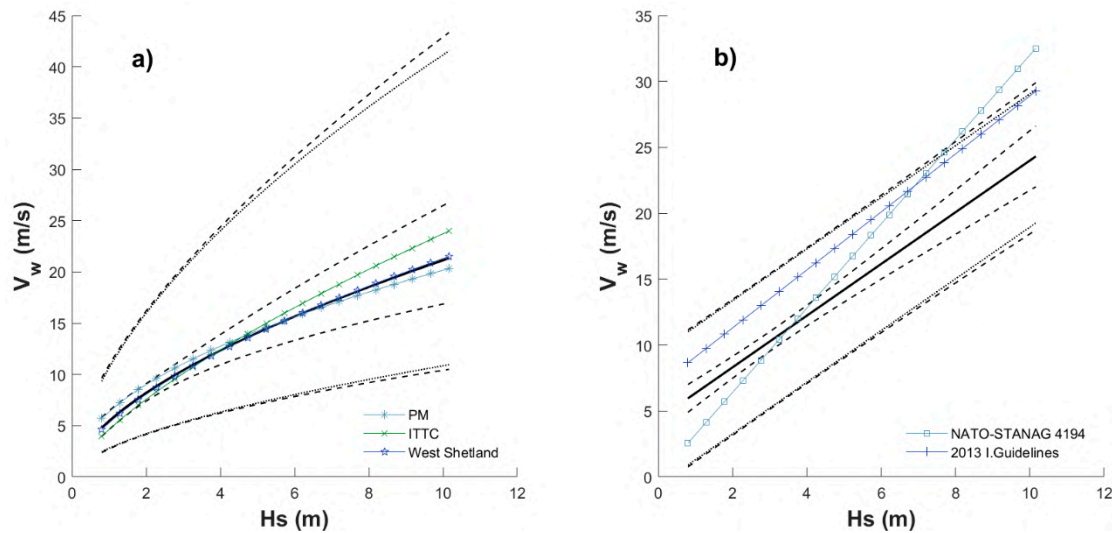 a)
45
40
35
30
25
20
15
10
5
0
V_w (m/s)
PM
ITTC
West Shetland
0 2 4 6 8 10 12
Hs (m)
b)
35
30
25
20
15
10
5
0
V_w (m/s)
NATO-STANAG 4194
2013 I.Guidelines
0 2 4 6 8 10 12
Hs (m)